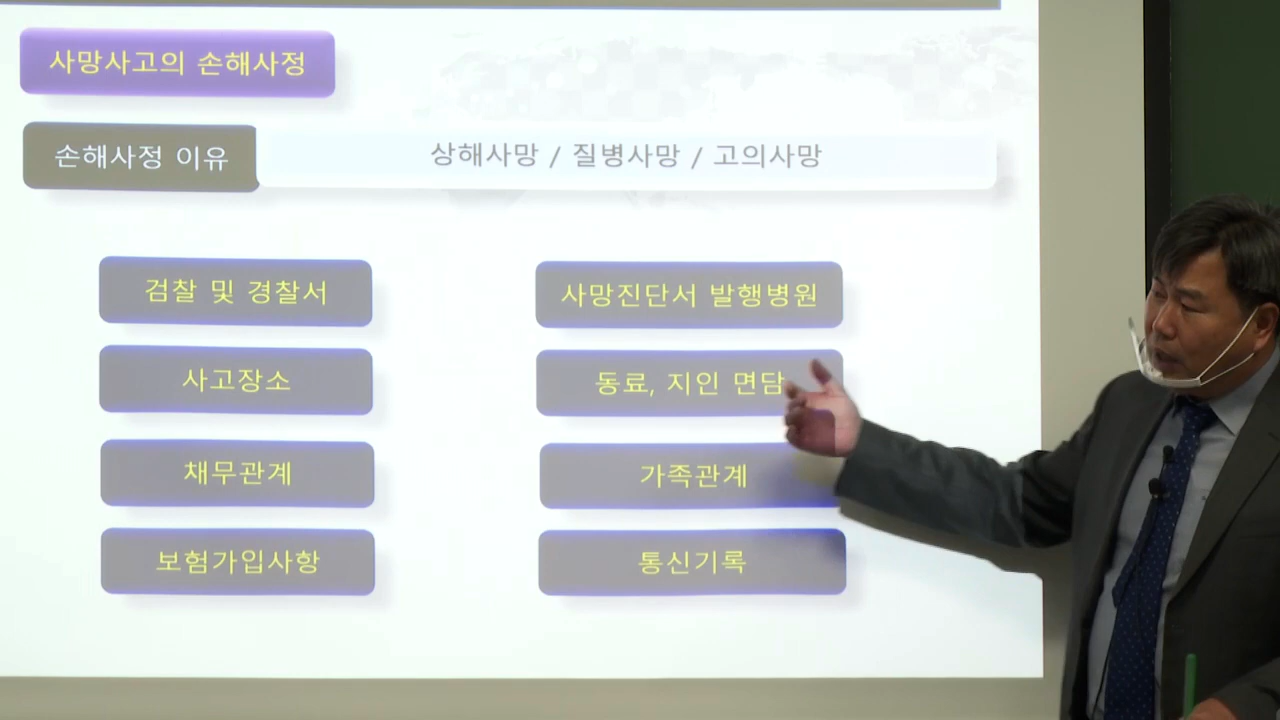 사망사고의 손해사정
손해사정 이유
상해사망 / 질병사망 / 고의사망
검찰 및 경찰서
사망진단서 발행병원
사고장소
동료, 지인 면담
채무관계
가족관계
보험가입사항
통신기록